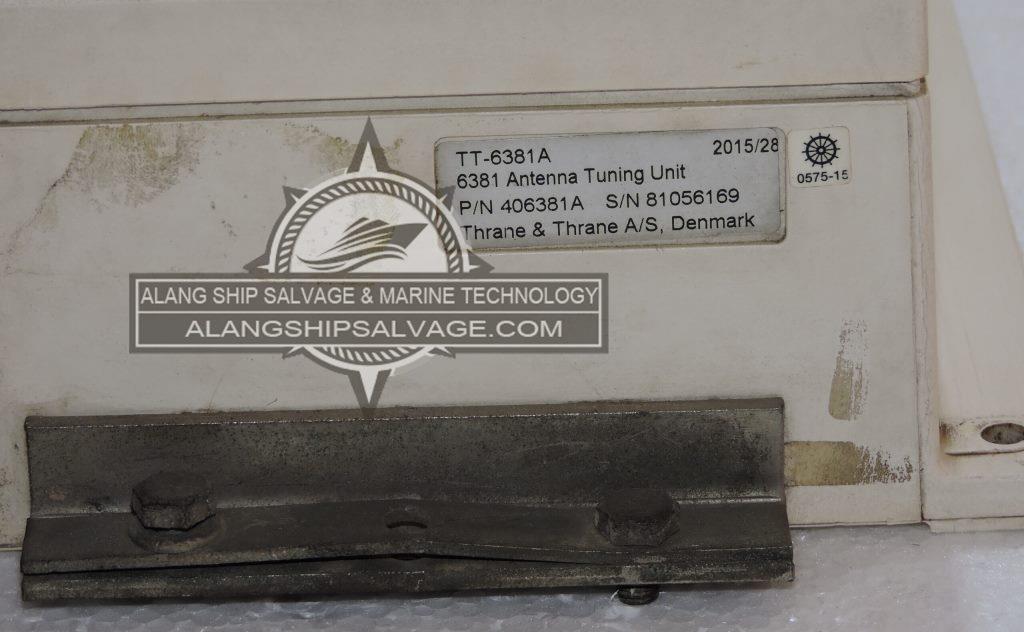 TT-6381A 2015/28
6381 Antenna Tuning Unit
P/N 406381A S/N 81056169
Thrane & Thrane A/S, Denmark
0575-15
ALANG SHIP SALVAGE & MARINE TECHNOLOGY
ALANGSHIPSALVAGE.COM